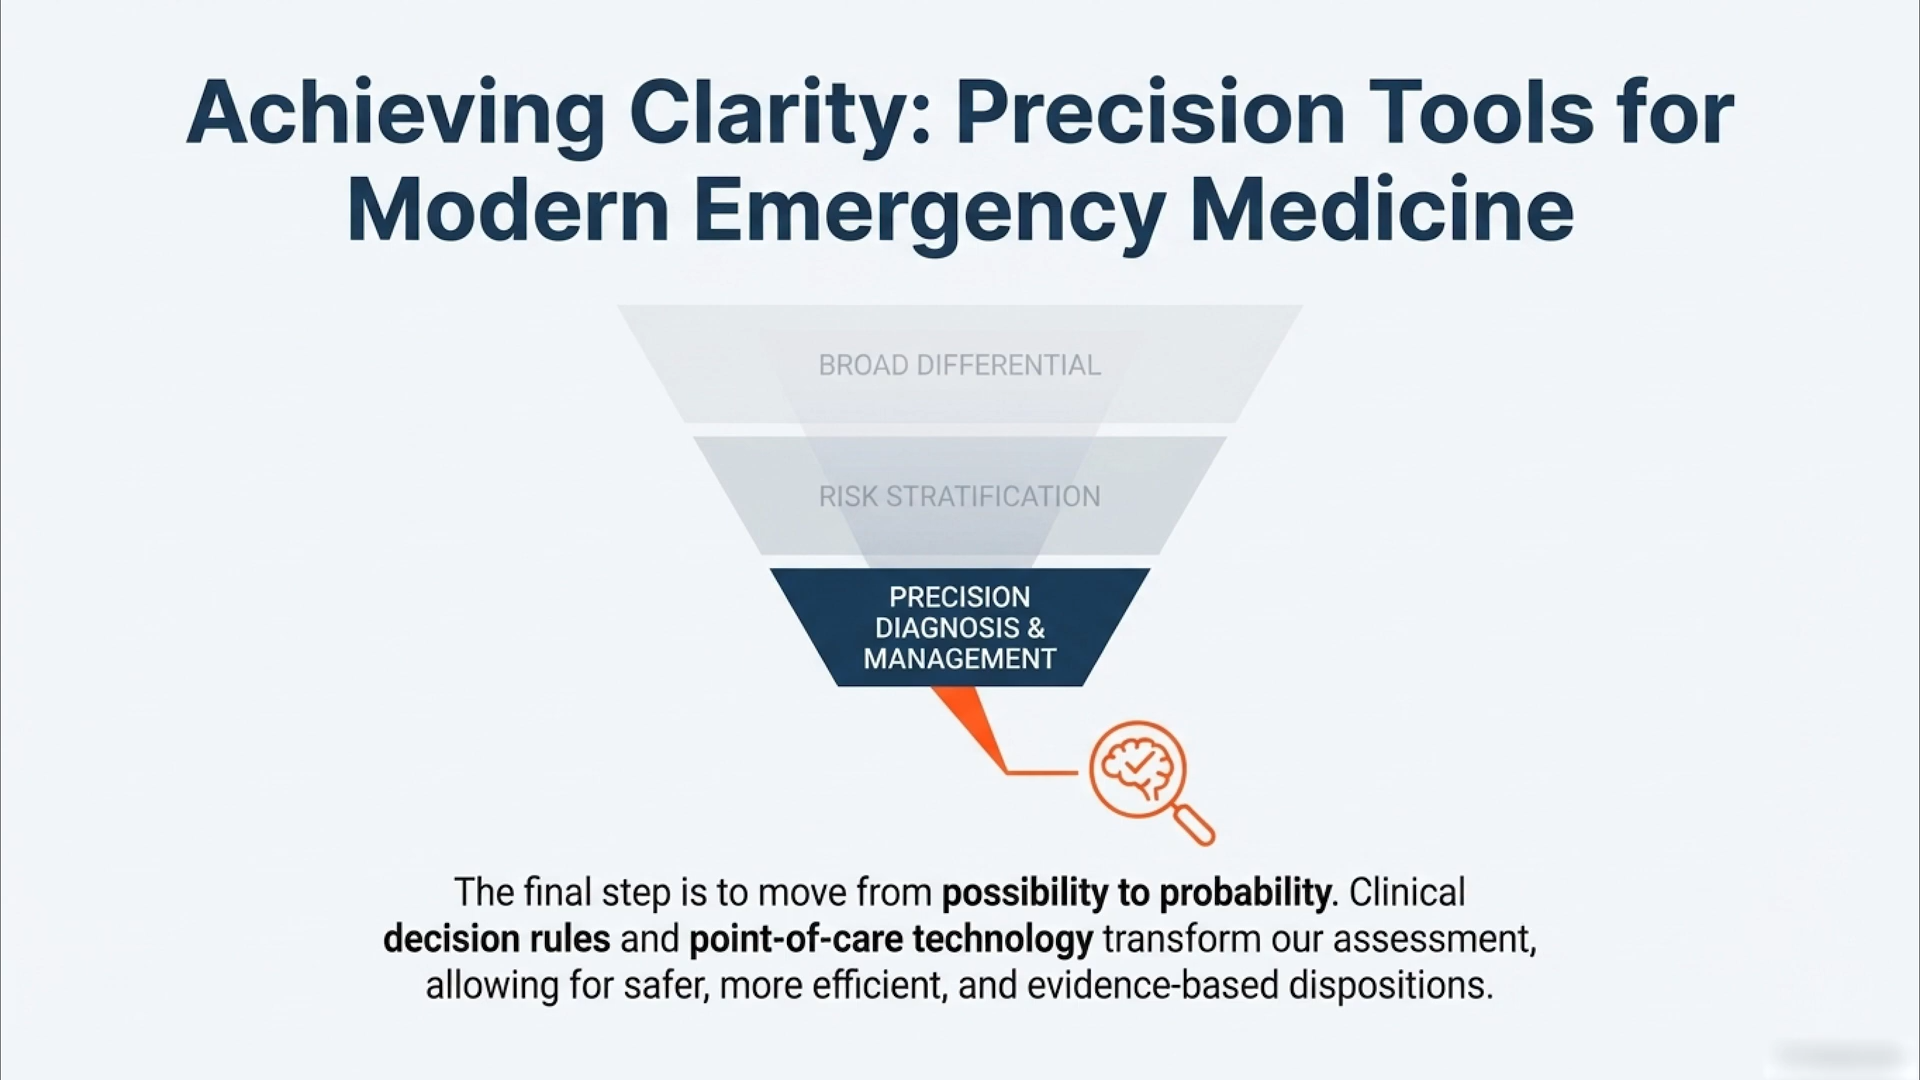 Achieving Clarity: Precision Tools for
Modern Emergency Medicine
BROAD DIFFERENTIAL
RISK STRATIFICATION
PRECISION
DIAGNOSIS &
MANAGEMENT
The final step is to move from possibility to probability. Clinical
decision rules and point-of-care technology transform our assessment,
allowing for safer, more efficient, and evidence-based dispositions.